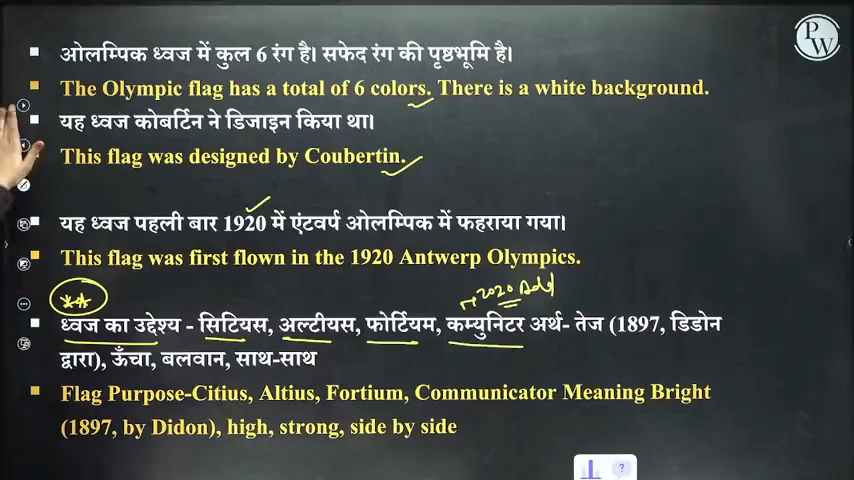 ओलम्पिक ध्वज में कुल 6 रंग है। सफेद रंग की पृष्ठभूमि है।
The Olympic flag has a total of 6 colors. There is a white background.
यह ध्वज कोबर्टिन ने डिजाइन किया था।
This flag was designed by Coubertin.
यह ध्वज पहली बार 1920 में एंटवर्प ओलम्पिक में फहराया गया।
This flag was first flown in the 1920 Antwerp Olympics.
2020
ध्वज का उद्देश्य - सिटियस, अल्टीयस, फोर्टियम, कम्युनिटर अर्थ- तेज (1897, डिडोन
द्वारा), ऊँचा, बलवान, साथ-साथ
Flag Purpose-Citius, Altius, Fortium, Communicator Meaning Bright
(1897, by Didon), high, strong, side by side
PW